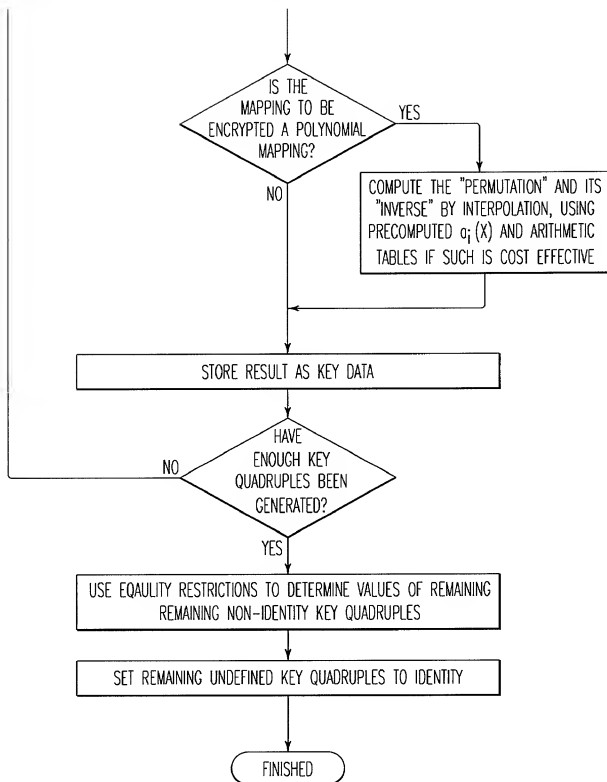 IS THE
MAPPING TO BE
ENCRYPTED A POLYNOMIAL
MAPPING?
YES
NO
COMPUTE THE "PERMUTATION" AND ITS
"INVERSE" BY INTERPOLATION, USING
PRECOMPUTED a_i (X) AND ARITHMETIC
TABLES IF SUCH IS COST EFFECTIVE
STORE RESULT AS KEY DATA
HAVE
ENOUGH KEY
QUADRUPLES BEEN
GENERATED?
NO
YES
USE EQAULITY RESTRICTIONS TO DETERMINE VALUES OF REMAINING
REMAINING NON-IDENTITY KEY QUADRUPLES
SET REMAINING UNDEFINED KEY QUADRUPLES TO IDENTITY
FINISHED